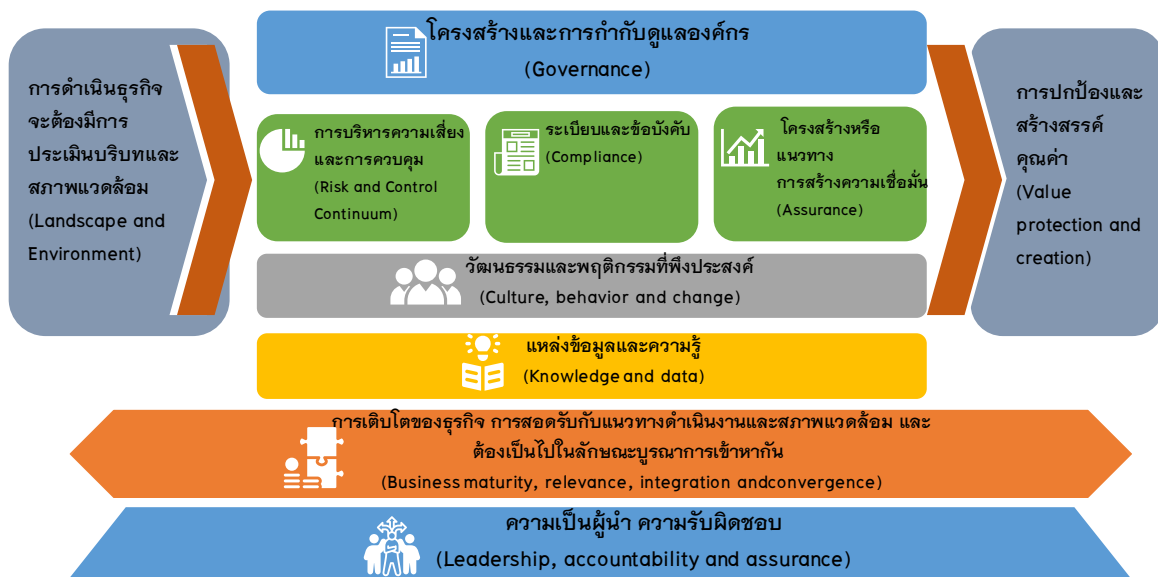 การดำเนินธุรกิจ
จะต้องมีการ
ประเมินบริบทและ
สภาพแวดล้อม
(Landscape and
Environment)
โครงสร้างและการกำกับดูแลองค์กร
(Governance)
การบริหารความเสี่ยง
และการควบคุม
(Risk and Control
Continuum)
ระเบียบและข้อบังคับ
(Compliance)
โครงสร้างหรือ
แนวทาง
การสร้างความเชื่อมั่น
(Assurance)
วัฒนธรรมและพฤติกรรมที่พึงประสงค์
(Culture, behavior and change)
แหล่งข้อมูลและความรู้
(Knowledge and data)
การปกป้องและ
สร้างสรรค์
คุณค่า
(Value
protection and
creation)
การเติบโตของธุรกิจ การสอดรับกับแนวทางดำเนินงานและสภาพแวดล้อม และ
ต้องเป็นไปในลักษณะบูรณาการเข้าหากัน
(Business maturity, relevance, integration andconvergence)
ความเป็นผู้นำ ความรับผิดชอบ
(Leadership, accountability and assurance)